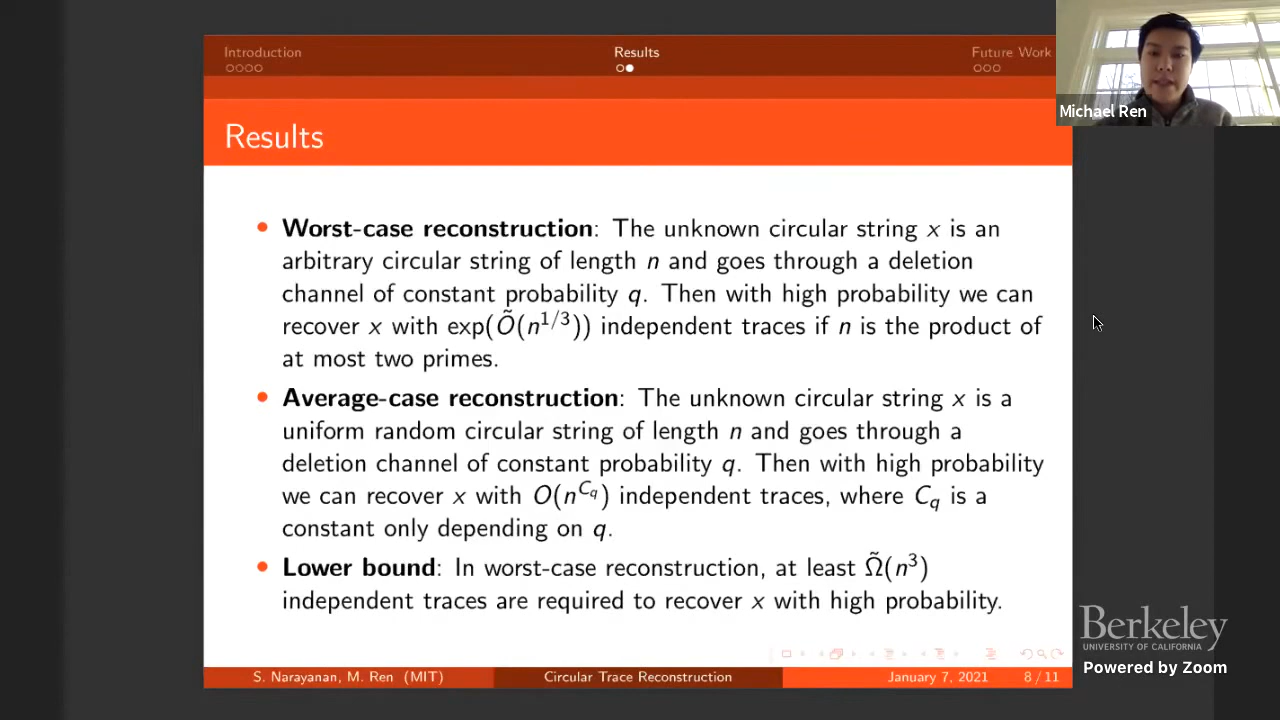 Introduction
Results
Future Work
Michael Ren
Results
• Worst-case reconstruction: The unknown circular string x is an
arbitrary circular string of length n and goes through a deletion
channel of constant probability q. Then with high probability we can
recover x with exp(Õ(n^{1/3})) independent traces if n is the product of
at most two primes.
• Average-case reconstruction: The unknown circular string x is a
uniform random circular string of length n and goes through a
deletion channel of constant probability q. Then with high probability
we can recover x with O(n^{C_q}) independent traces, where C_q is a
constant only depending on q.
• Lower bound: In worst-case reconstruction, at least Ω̃(n³)
independent traces are required to recover x with high probability.
S. Narayanan, M. Ren (MIT)
Circular Trace Reconstruction
January 7, 2021
8 / 11
Berkeley
UNIVERSITY OF CALIFORNIA
Powered by Zoom